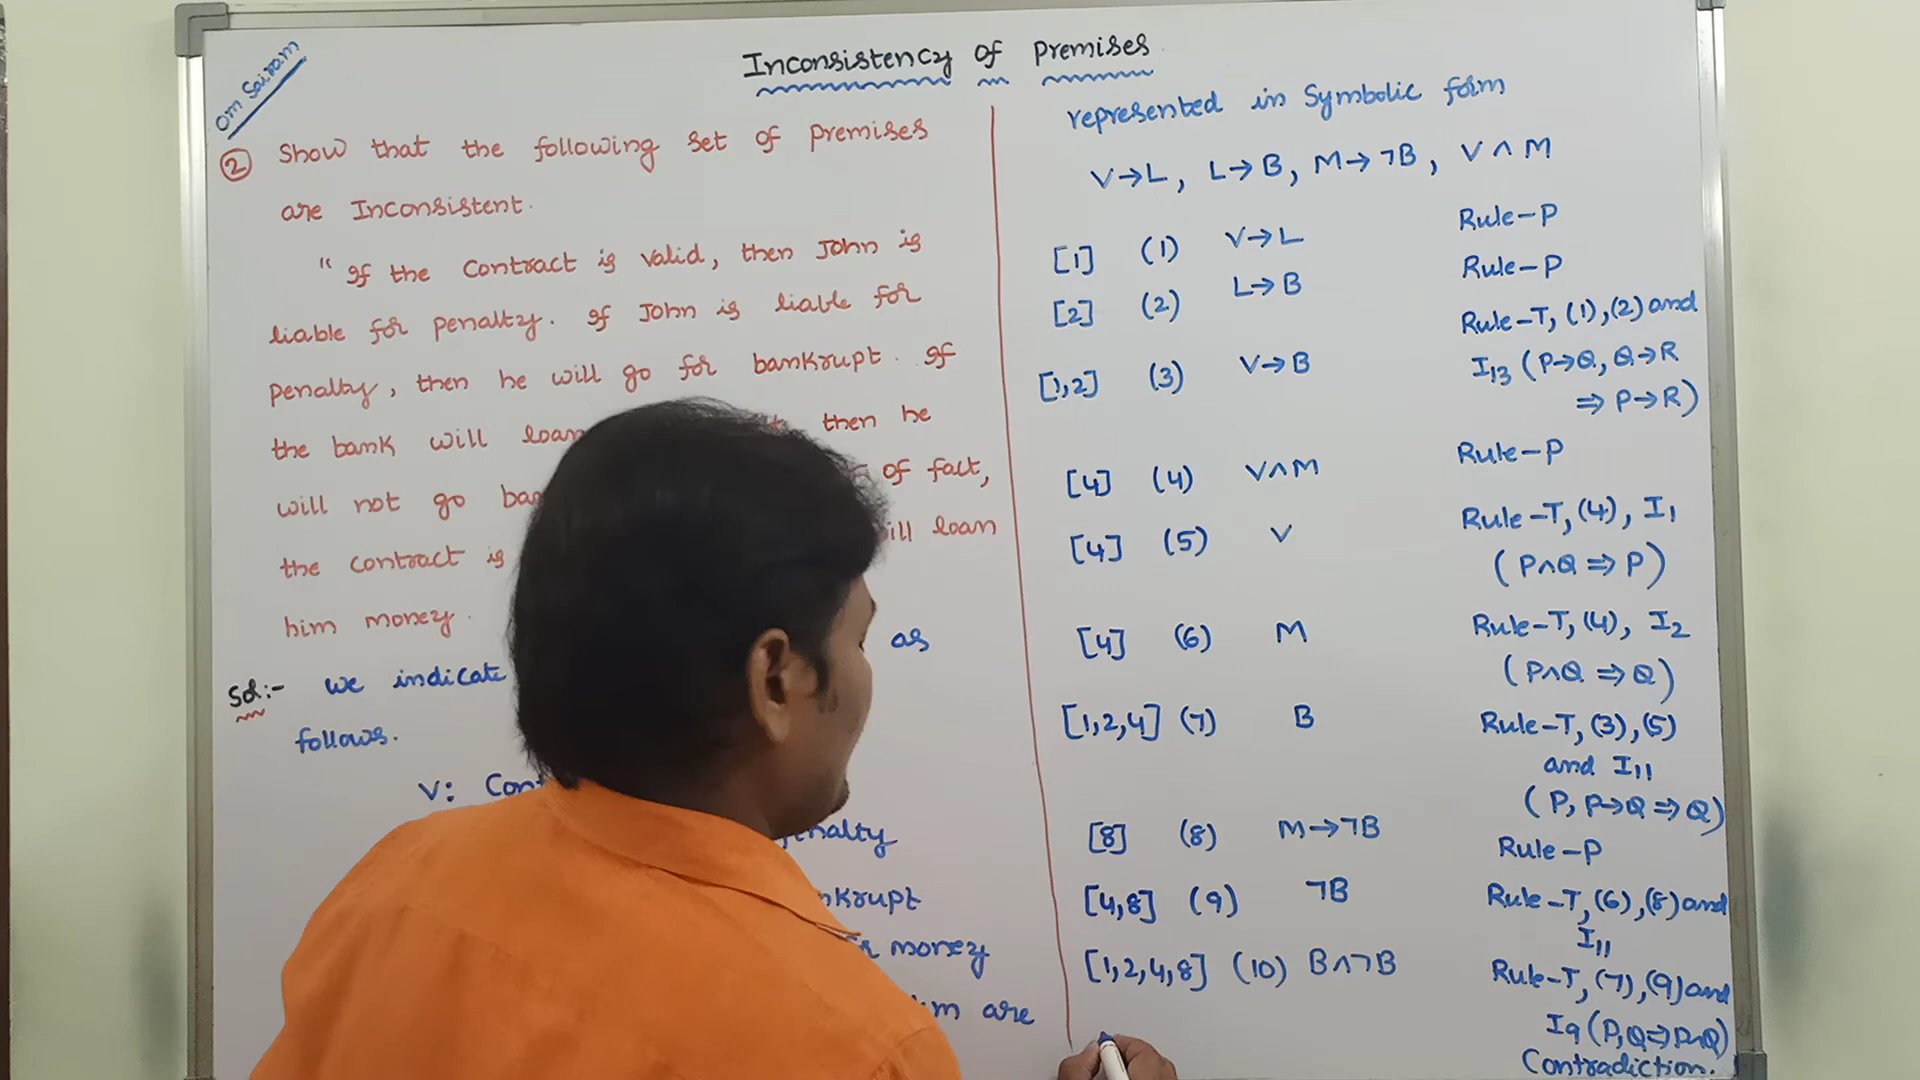 Om Sairam
Inconsistency of Premises
② Show that the following set of premises
are Inconsistent.
"If the Contract is valid, then John is
liable for penalty. If John is liable for
penalty, then he will go for bankrupt. If
the bank will loan then he
will not go of fact,
the contract is will loan
him money.
Sol:- we indicate as
follows.
V:
penalty
bankrupt
money
are
represented in Symbolic form
V→L, L→B, M→¬B, V∧M
[1] (1) V→L Rule-P
[2] (2) L→B Rule-P
[1,2] (3) V→B Rule-T, (1),(2) and
I13 (P→Q, Q→R
⇒ P→R)
[4] (4) V∧M Rule-P
[4] (5) V Rule-T, (4), I1
(P∧Q ⇒ P)
[4] (6) M Rule-T, (4), I2
(P∧Q ⇒ Q)
[1,2,4] (7) B Rule-T, (3),(5)
and I11
(P, P→Q ⇒ Q)
[8] (8) M→¬B Rule-P
[4,8] (9) ¬B Rule-T, (6),(8) and
I11
[1,2,4,8] (10) B∧¬B Rule-T, (7),(9) and
I9 (P,Q⇒P∧Q)
Contradiction.